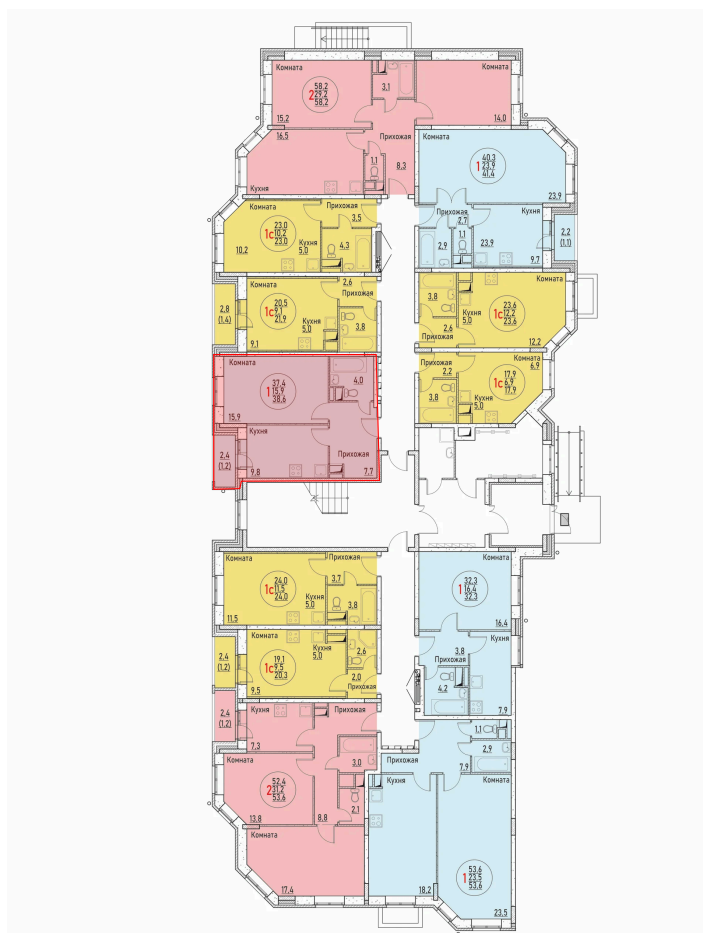 Комната
2
58,2
29,2
58,2
15,2
3,1
Комната
14,0
16,5
Кухня
1,1
Прихожая
8,3
Комната
1
40,3
23,9
41,4
23,9
Комната
1с
23,0
10,2
23,0
10,2
Прихожая
3,5
Кухня
5,0
4,3
2,7
Прихожая
2,9
1,1
23,9
Кухня
9,7
2,2
(1,1)
2,8
(1,4)
Комната
1с
20,5
9,1
21,9
9,1
2,6
Прихожая
Кухня
5,0
3,8
3,8
2,6
Прихожая
Кухня
5,0
Комната
1с
23,6
12,2
23,6
12,2
Комната
1
37,4
15,9
38,6
15,9
4,0
Кухня
9,8
Прихожая
7,7
2,4
(1,2)
Прихожая
2,2
3,8
Кухня
5,0
Комната
6,9
1с
17,9
6,9
17,9
Комната
1с
24,0
11,5
24,0
11,5
Прихожая
3,7
Кухня
5,0
3,8
Комната
1
32,3
16,4
32,3
16,4
2,4
(1,2)
Комната
1с
19,1
9,5
20,3
9,5
Кухня
5,0
2,6
2,0
Прихожая
3,8
Прихожая
4,2
Кухня
7,9
2,4
(1,2)
Кухня
7,3
Прихожая
3,0
Комната
2
52,4
31,2
53,6
13,8
8,8
2,1
Комната
17,4
1,1
2,9
Прихожая
7,9
Кухня
18,2
Комната
1
53,6
23,5
53,6
23,5